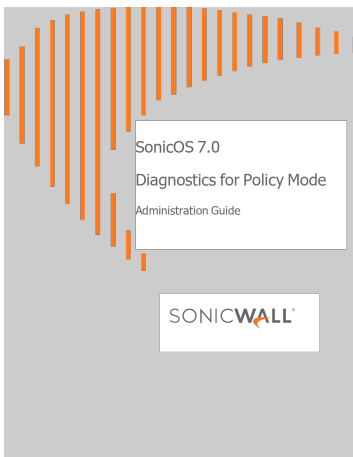 SonicOS 7.0
Diagnostics for Policy Mode
Administration Guide
SONICWALL®